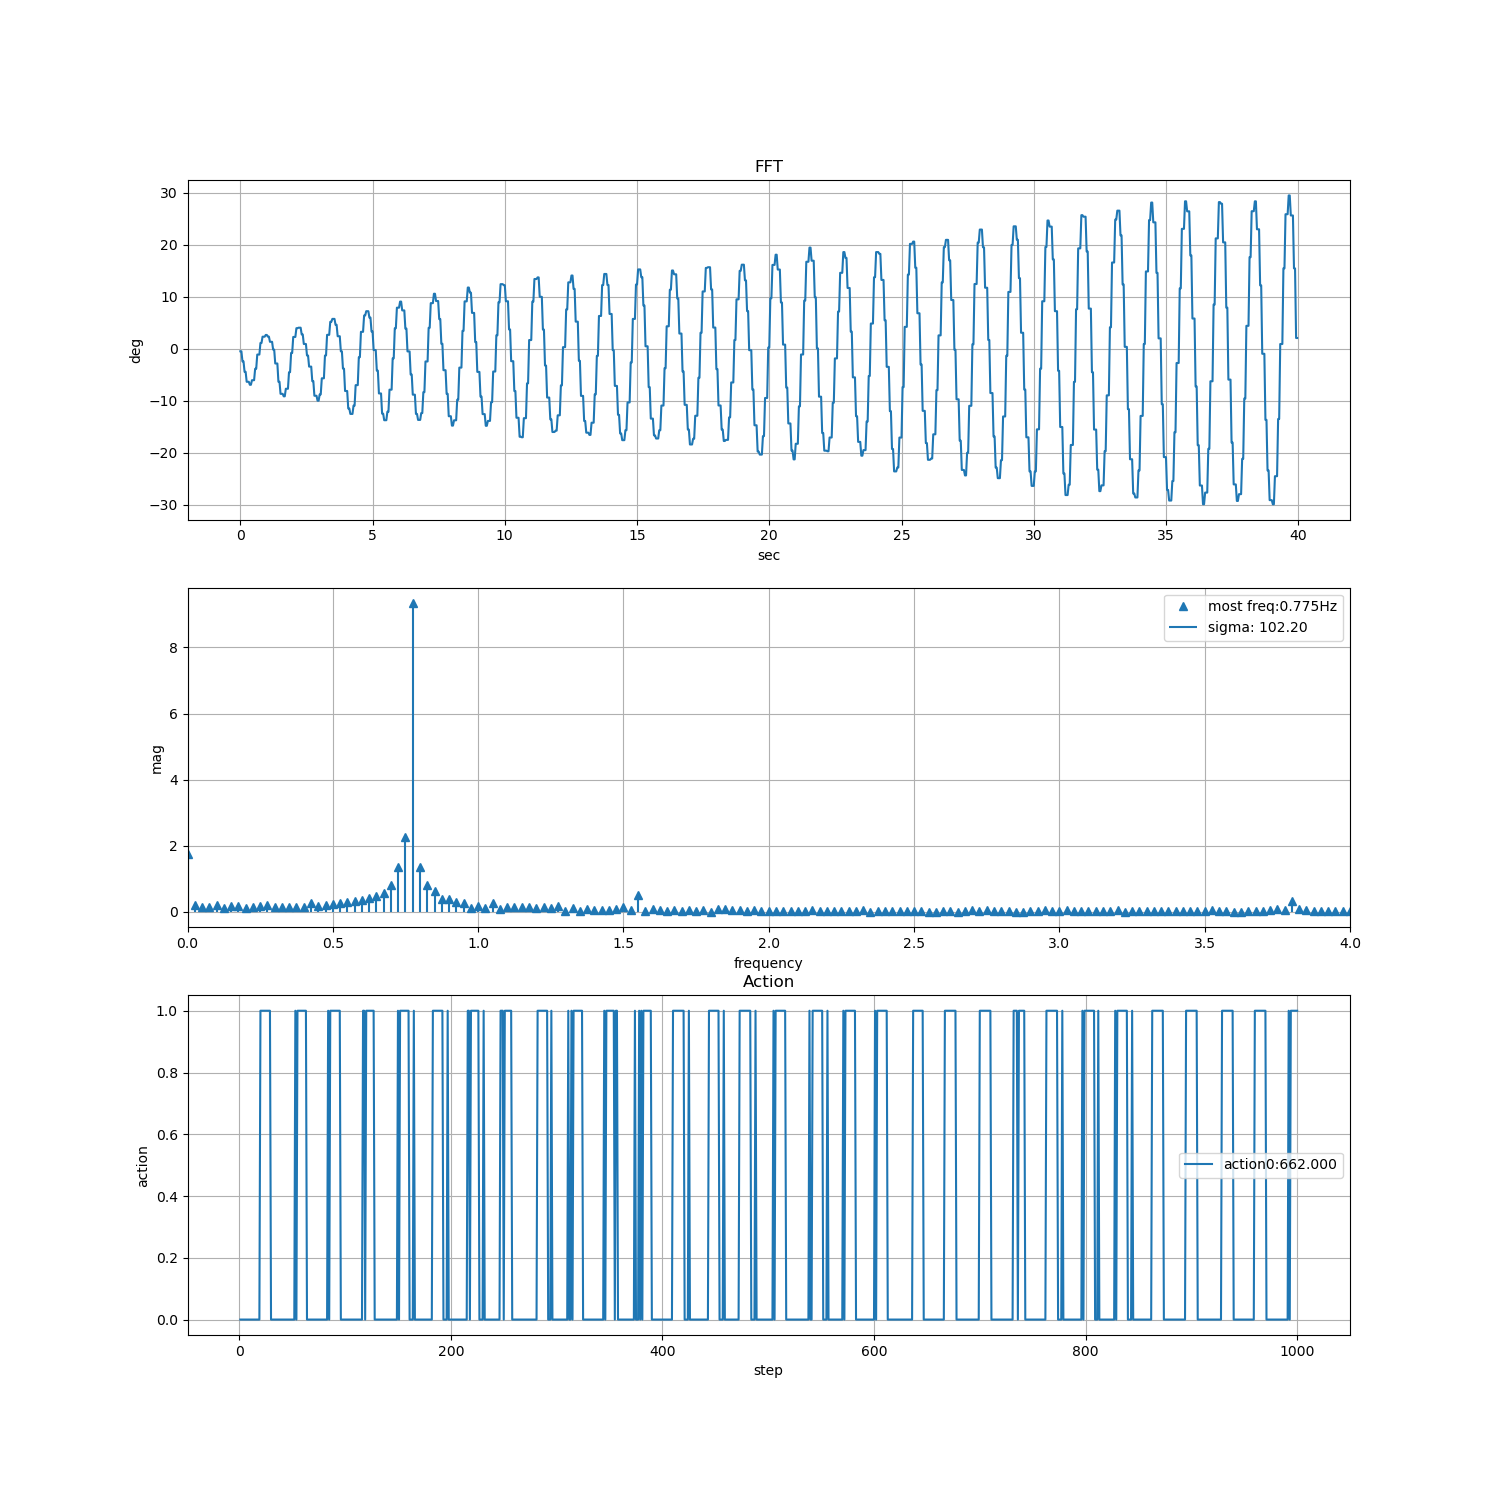 FFT
30
20
10
0
−10
−20
−30
deg
0 5 10 15 20 25 30 35 40
sec
most freq:0.775Hz
sigma: 102.20
8
6
4
2
0
mag
0.0 0.5 1.0 1.5 2.0 2.5 3.0 3.5 4.0
frequency
Action
1.0
0.8
0.6
0.4
0.2
0.0
action
action0:662.000
0 200 400 600 800 1000
step